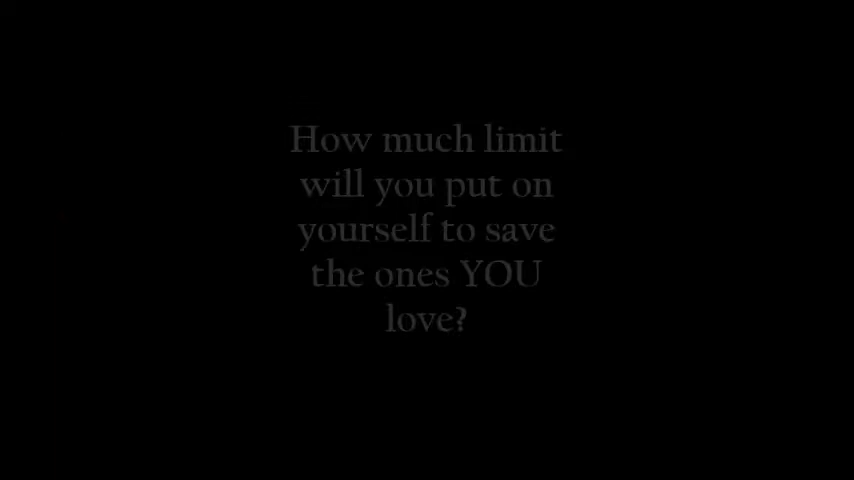 How much limit
will you put on
yourself to save
the ones YOU
love?